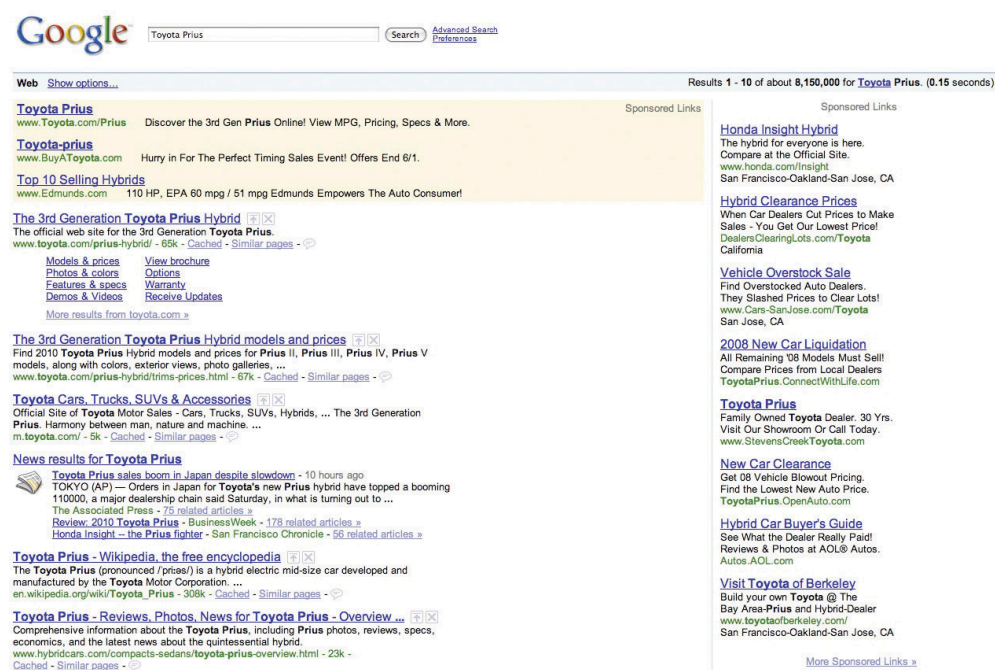 Google™
Toyota Prius
Search
Advanced Search
Preferences
Web Show options...
Results 1 - 10 of about 8,150,000 for Toyota Prius. (0.15 seconds)
Sponsored Links
Toyota Prius
www.Toyota.com/Prius Discover the 3rd Gen Prius Online! View MPG, Pricing, Specs & More.
Toyota-prius
www.BuyAToyota.com Hurry in For The Perfect Timing Sales Event! Offers End 6/1.
Top 10 Selling Hybrids
www.Edmunds.com 110 HP, EPA 60 mpg / 51 mpg Edmunds Empowers The Auto Consumer!
The 3rd Generation Toyota Prius Hybrid
The official web site for the 3rd Generation Toyota Prius.
www.toyota.com/prius-hybrid/ - 65k - Cached - Similar pages -
Models & prices View brochure
Photos & colors Options
Features & specs Warranty
Demos & Videos Receive Updates
More results from toyota.com »
The 3rd Generation Toyota Prius Hybrid models and prices
Find 2010 Toyota Prius Hybrid models and prices for Prius II, Prius III, Prius IV, Prius V
models, along with colors, exterior views, photo galleries, ...
www.toyota.com/prius-hybrid/trims-prices.html - 67k - Cached - Similar pages -
Toyota Cars, Trucks, SUVs & Accessories
Official Site of Toyota Motor Sales - Cars, Trucks, SUVs, Hybrids, ... The 3rd Generation
Prius. Harmony between man, nature and machine. ...
m.toyota.com/ - 5k - Cached - Similar pages -
News results for Toyota Prius
Toyota Prius sales boom in Japan despite slowdown - 10 hours ago
TOKYO (AP) — Orders in Japan for Toyota's new Prius hybrid have topped a booming
110000, a major dealership chain said Saturday, in what is turning out to ...
The Associated Press - 75 related articles »
Review: 2010 Toyota Prius - BusinessWeek - 178 related articles »
Honda Insight -- the Prius fighter - San Francisco Chronicle - 56 related articles »
Toyota Prius - Wikipedia, the free encyclopedia
The Toyota Prius (pronounced /ˈpriːəs/) is a hybrid electric mid-size car developed and
manufactured by the Toyota Motor Corporation. ...
en.wikipedia.org/wiki/Toyota_Prius - 308k - Cached - Similar pages -
Toyota Prius - Reviews, Photos, News for Toyota Prius - Overview ...
Comprehensive information about the Toyota Prius, including Prius photos, reviews, specs,
economics, and the latest news about the quintessential hybrid.
www.hybridcars.com/compacts-sedans/toyota-prius-overview.html - 23k -
Cached - Similar pages -
Sponsored Links
Honda Insight Hybrid
The hybrid for everyone is here.
Compare at the Official Site.
www.honda.com/Insight
San Francisco-Oakland-San Jose, CA
Hybrid Clearance Prices
When Car Dealers Cut Prices to Make
Sales - You Get Our Lowest Price!
DealersClearingLots.com/Toyota
California
Vehicle Overstock Sale
Find Overstocked Auto Dealers.
They Slashed Prices to Clear Lots!
www.Cars-SanJose.com/Toyota
San Jose, CA
2008 New Car Liquidation
All Remaining '08 Models Must Sell!
Compare Prices from Local Dealers
ToyotaPrius.ConnectWithLife.com
Toyota Prius
Family Owned Toyota Dealer. 30 Yrs.
Visit Our Showroom Or Call Today.
www.StevensCreekToyota.com
New Car Clearance
Get 08 Vehicle Blowout Pricing.
Find the Lowest New Auto Price.
ToyotaPrius.OpenAuto.com
Hybrid Car Buyer's Guide
See What the Dealer Really Paid!
Reviews & Photos at AOL® Autos.
Autos.AOL.com
Visit Toyota of Berkeley
Build your own Toyota @ The
Bay Area-Prius and Hybrid-Dealer
www.toyotaofberkeley.com/
San Francisco-Oakland-San Jose, CA
More Sponsored Links »